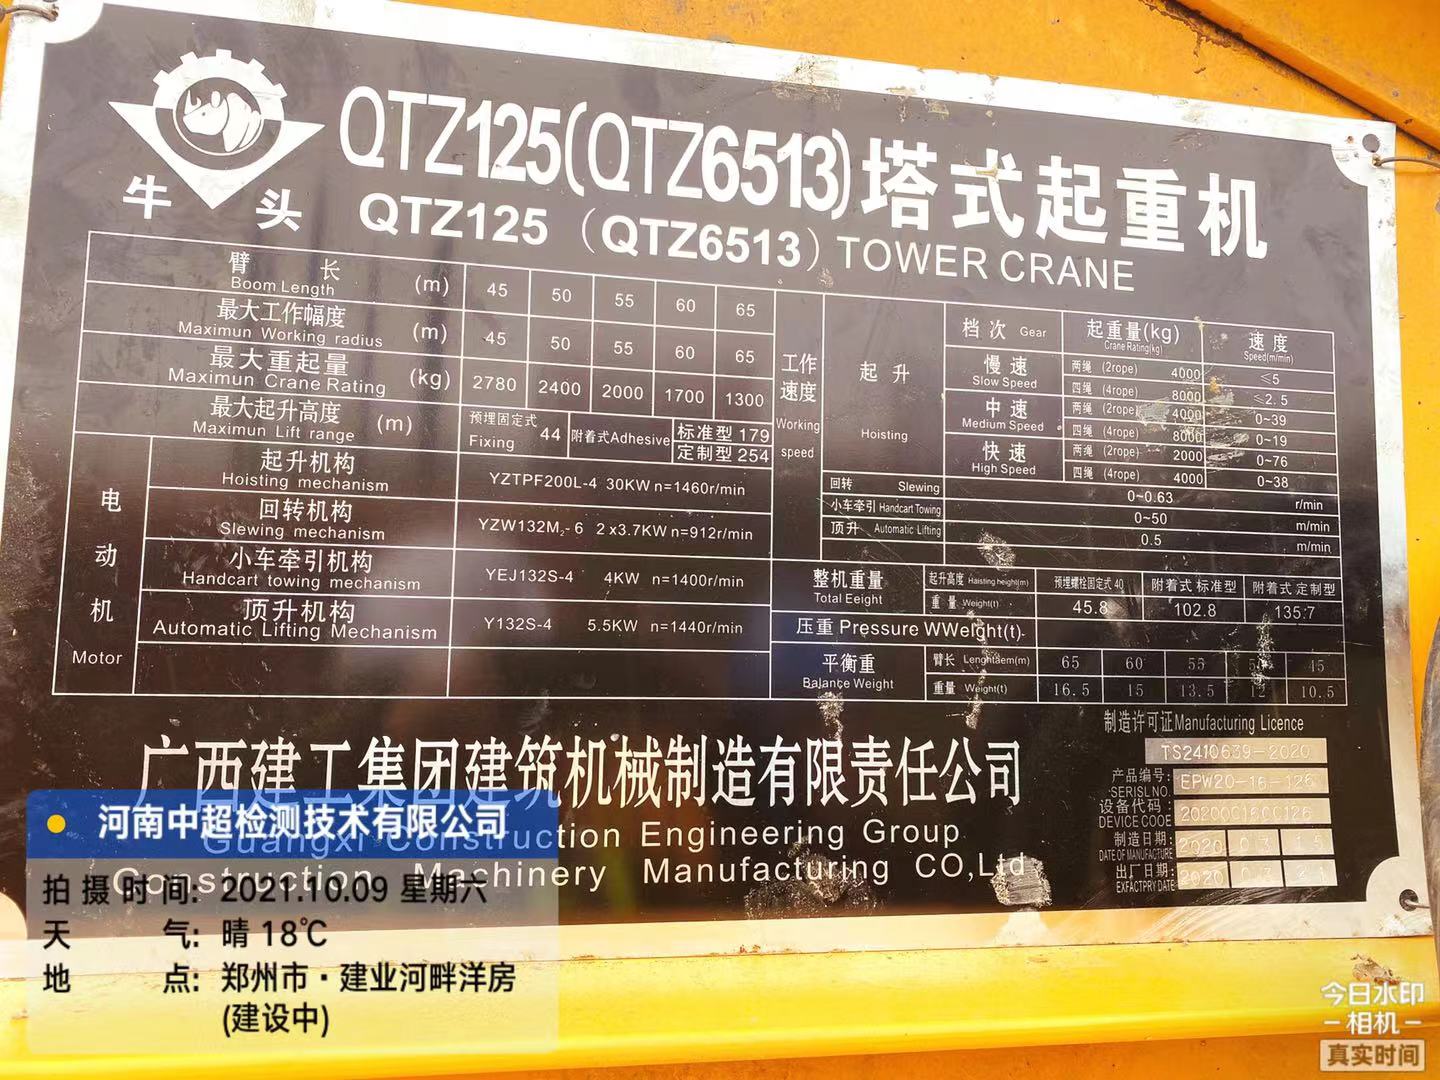 牛头
QTZ125(QTZ6513)塔式起重机
QTZ125（QTZ6513）TOWER CRANE
臂 长 (m) 45 50 55 60 65
Boom Length
最大工作幅度 (m) 45 50 55 60 65
Maximun Working radius
最大重起量 (kg) 2780 2400 2000 1700 1300
Maximun Crane Rating
最大起升高度 (m) 预埋固定式 44 附着式Adhesive 标准型 179
Maximun Lift range Fixing 定制型 254
电动机 Motor
起升机构 YZTPF200L-4 30KW n=1460r/min
Hoisting mechanism
回转机构 YZW132M₂-6 2x3.7KW n=912r/min
Slewing mechanism
小车牵引机构 YEJ132S-4 4KW n=1400r/min
Handcart towing mechanism
顶升机构 Y132S-4 5.5KW n=1440r/min
Automatic Lifting Mechanism
工作速度 Working speed
起升 Hoisting
档次 Gear 起重量(kg) Crane Rating(kg) 速度 Speed(m/min)
慢速 Slow Speed 两绳 (2rope) 4000 ≤5
四绳 (4rope) 8000 ≤2.5
中速 Medium Speed 两绳 (2rope) 4000 0~39
四绳 (4rope) 8000 0~19
快速 High Speed 两绳 (2rope) 2000 0~76
四绳 (4rope) 4000 0~38
回转 Slewing 0~0.63 r/min
小车牵引 Handcart Towing 0~50 m/min
顶升 Automatic Lifting 0.5 m/min
整机重量 Total Eeight
起升高度 Haisting height(m) 预埋螺栓固定式 40 附着式 标准型 附着式 定制型
重量 Weight(t) 45.8 102.8 135.7
压重 Pressure WWeight(t)
平衡重 Balance Weight
臂长 Lenghtaem(m) 65 60 55 45
重量 Weight(t) 16.5 15 13.5 12 10.5
广西建工集团建筑机械制造有限责任公司
Guangxi Construction Engineering Group
Construction Machinery Manufacturing CO,Ltd
制造许可证Manufacturing Licence
TS2410639-2020
产品编号: EPW20-16-126
SERISL NO.
设备代码:
DEVICE COOE
制造日期: 2020 03
DATE OF MANUFACTURE
出厂日期: 2020 03
EXFACTPRY DATE
河南中超检测技术有限公司
拍摄时间: 2021.10.09 星期六
天 气: 晴 18℃
地 点: 郑州市·建业河畔洋房
(建设中)
今日水印
相机
真实时间